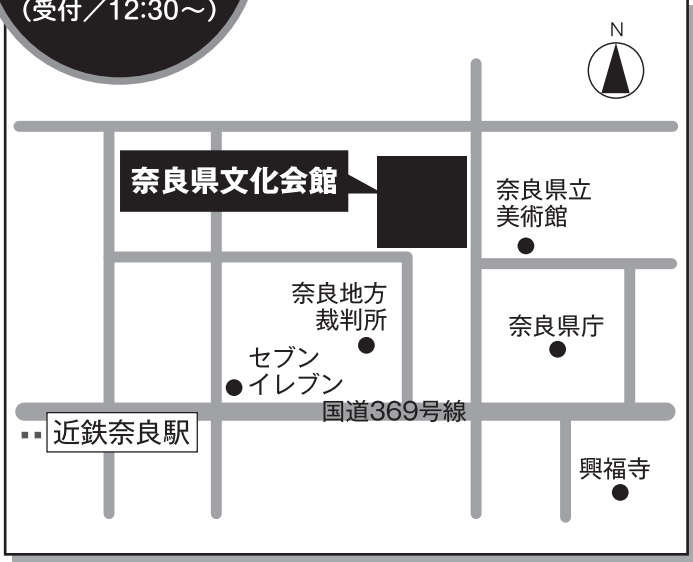 （受付／12:30～）
N
奈良県文化会館
奈良県立
美術館
奈良地方
裁判所
奈良県庁
セブン
イレブン
国道369号線
近鉄奈良駅
興福寺